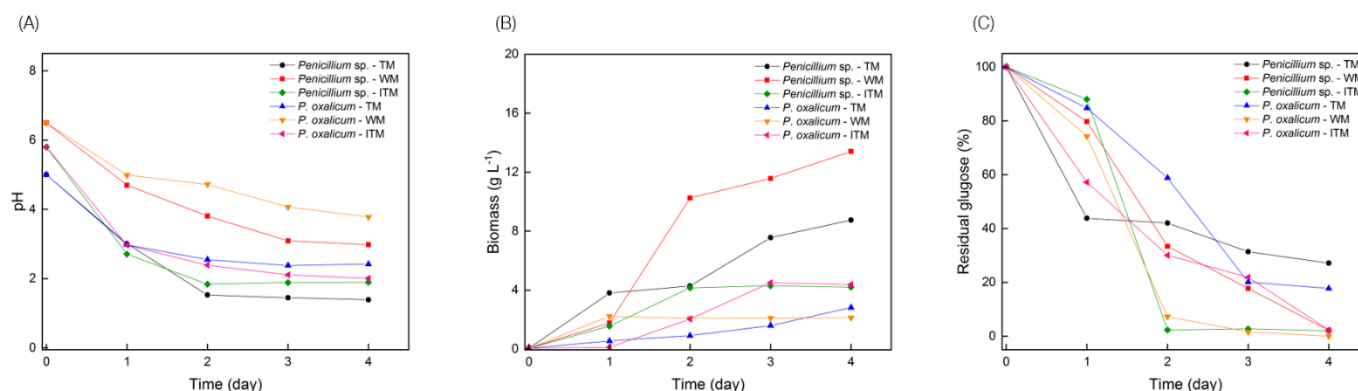 (A)
8
6
4
2
0
pH
0 1 2 3 4
Time (day)
Penicillium sp. - TM
Penicillium sp. - WM
Penicillium sp. - ITM
P. oxalicum - TM
P. oxalicum - WM
P. oxalicum - ITM
(B)
20
16
12
8
4
0
Biomass (g L⁻¹)
0 1 2 3 4
Time (day)
Penicillium sp. - TM
Penicillium sp. - WM
Penicillium sp. - ITM
P. oxalicum - TM
P. oxalicum - WM
P. oxalicum - ITM
(C)
100
80
60
40
20
0
Residual glugose (%)
0 1 2 3 4
Time (day)
Penicillium sp. - TM
Penicillium sp. - WM
Penicillium sp. - ITM
P. oxalicum - TM
P. oxalicum - WM
P. oxalicum - ITM